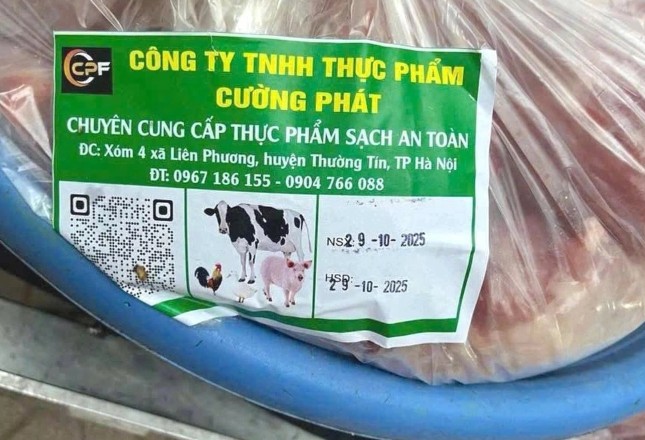 CPF
CÔNG TY TNHH THỰC PHẨM
CƯỜNG PHÁT
CHUYÊN CUNG CẤP THỰC PHẨM SẠCH AN TOÀN
ĐC: Xóm 4 xã Liên Phương, huyện Thường Tín, TP Hà Nội
ĐT: 0967 186 155 - 0904 766 088
NSX: 29 -10- 2025
HSD: 29 -10- 2025